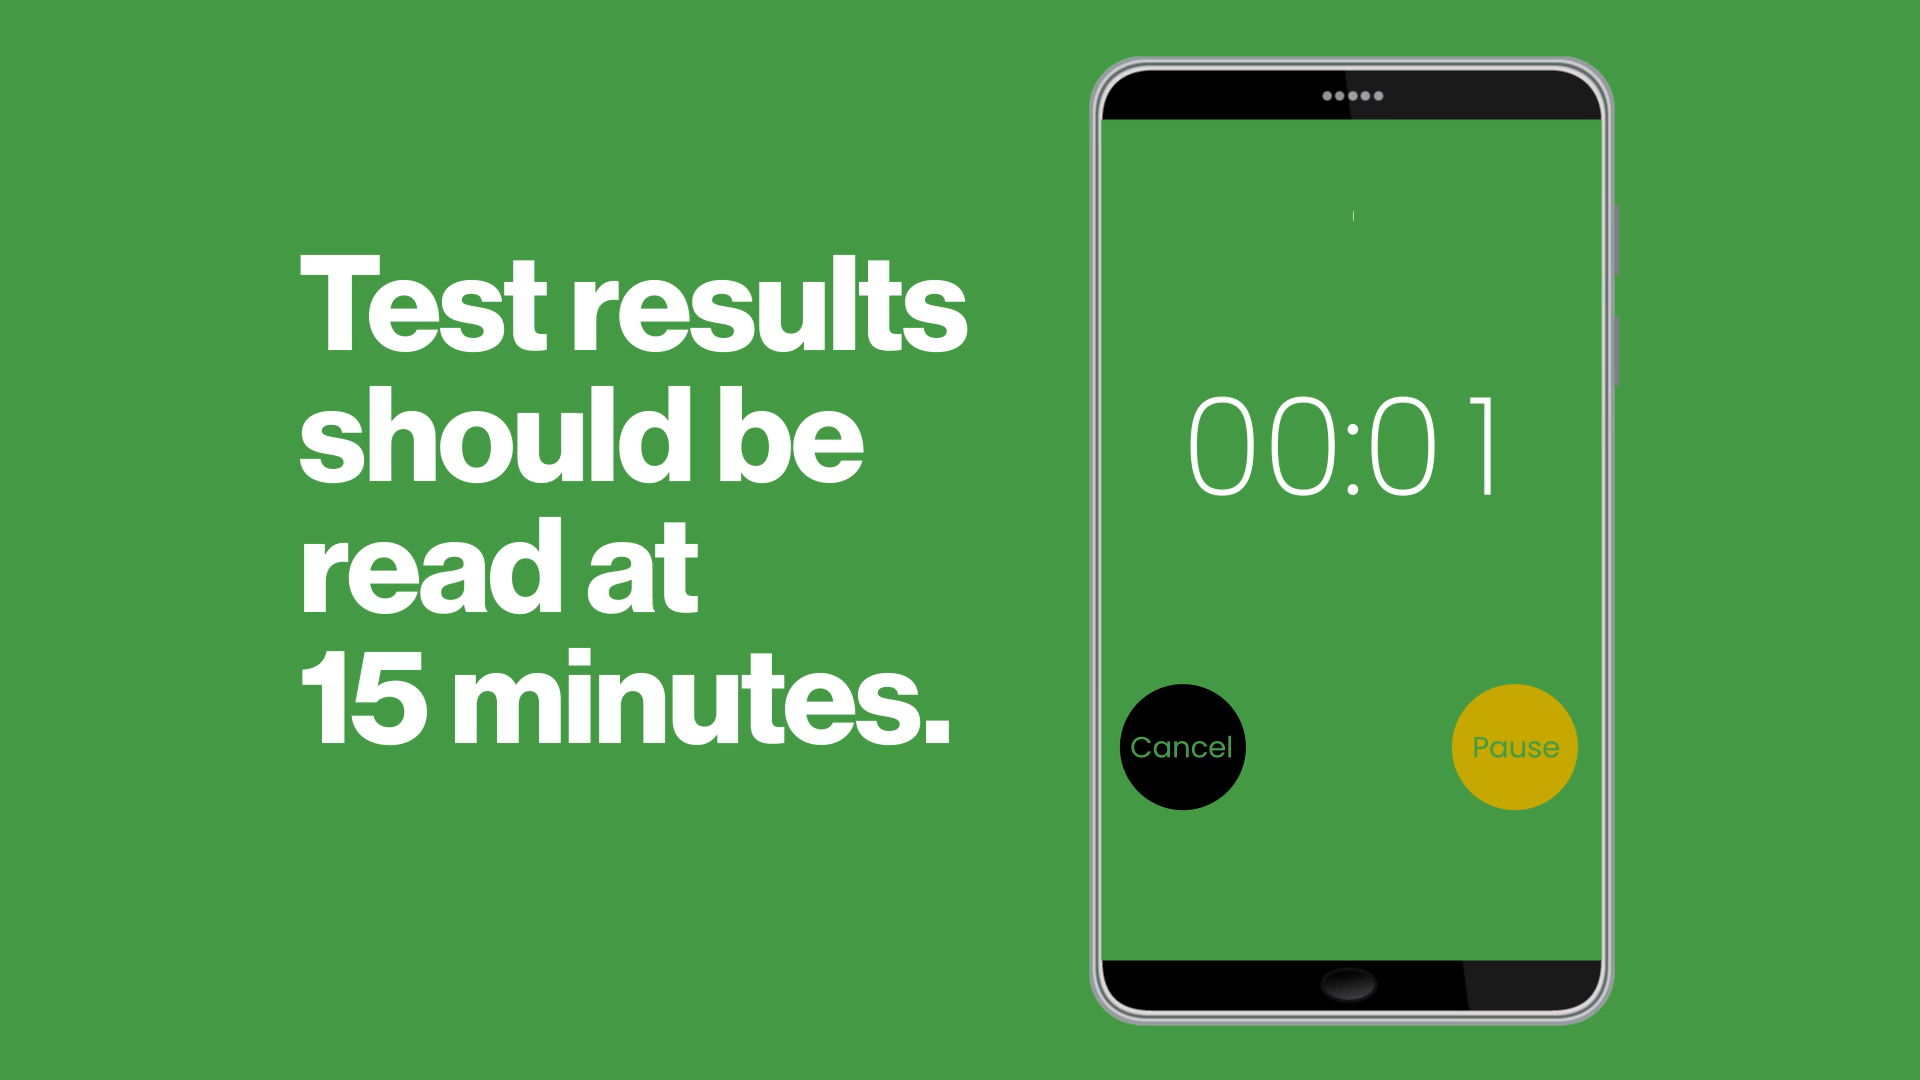 Test results
should be
read at
15 minutes.
00:01
Cancel
Pause